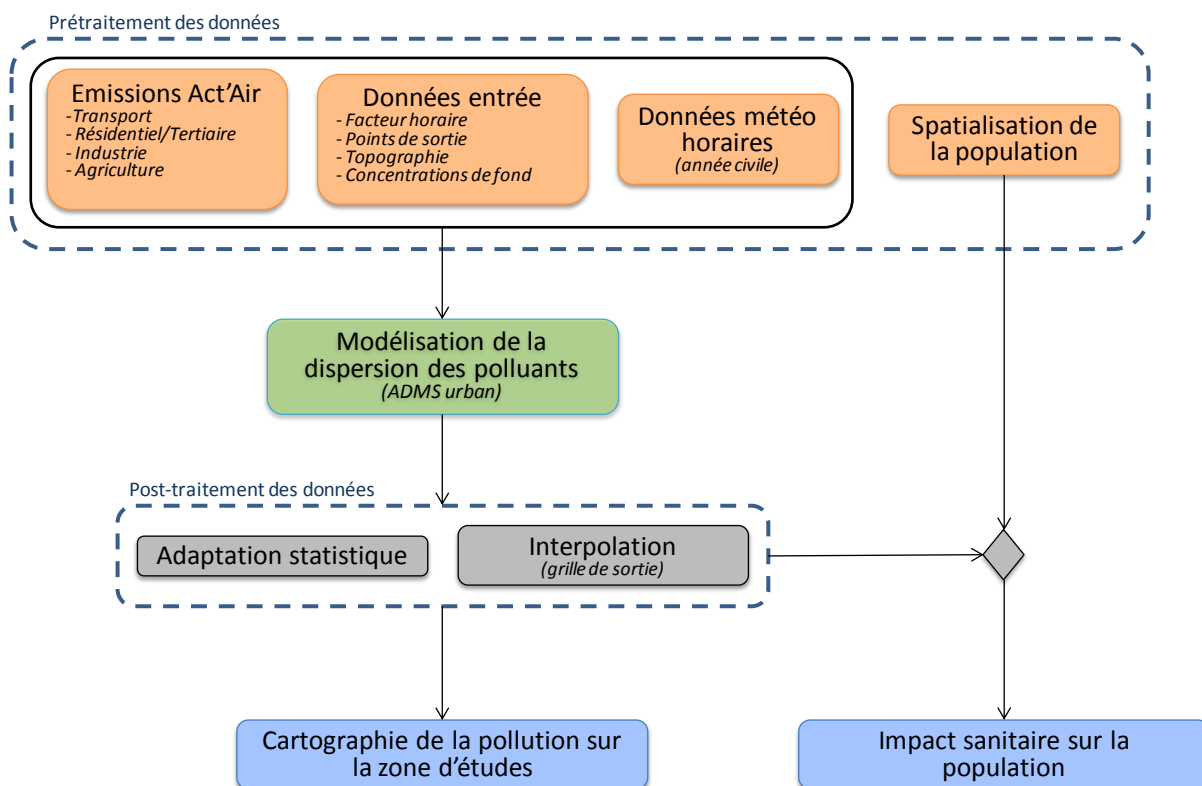 Prétraitement des données
Emissions Act’Air
-Transport
- Résidentiel/Tertiaire
- Industrie
- Agriculture
Données entrée
- Facteur horaire
- Points de sortie
- Topographie
- Concentrations de fond
Données météo
horaires
(année civile)
Spatialisation de
la population
Modélisation de la
dispersion des polluants
(ADMS urban)
Post-traitement des données
Adaptation statistique
Interpolation
(grille de sortie)
Cartographie de la pollution sur
la zone d’études
Impact sanitaire sur la
population